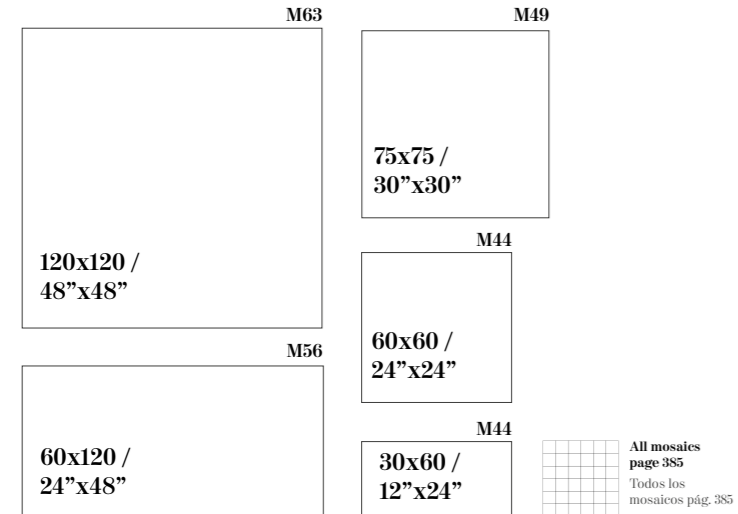 M63
120x120 /
48”x48”
M49
75x75 /
30”x30”
M44
60x60 /
24”x24”
M56
60x120 /
24”x48”
M44
30x60 /
12”x24”
All mosaics
page 385
Todos los
mosaicos pág. 385